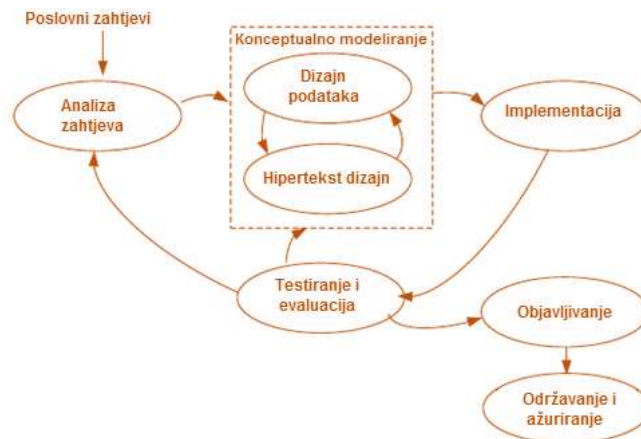 Poslovni zahtjevi
Konceptualno modeliranje
Dizajn
podataka
Analiza
zahtjeva
Implementacija
Hipertekst dizajn
Testiranje i
evaluacija
Objavljivanje
Održavanje i
ažuriranje